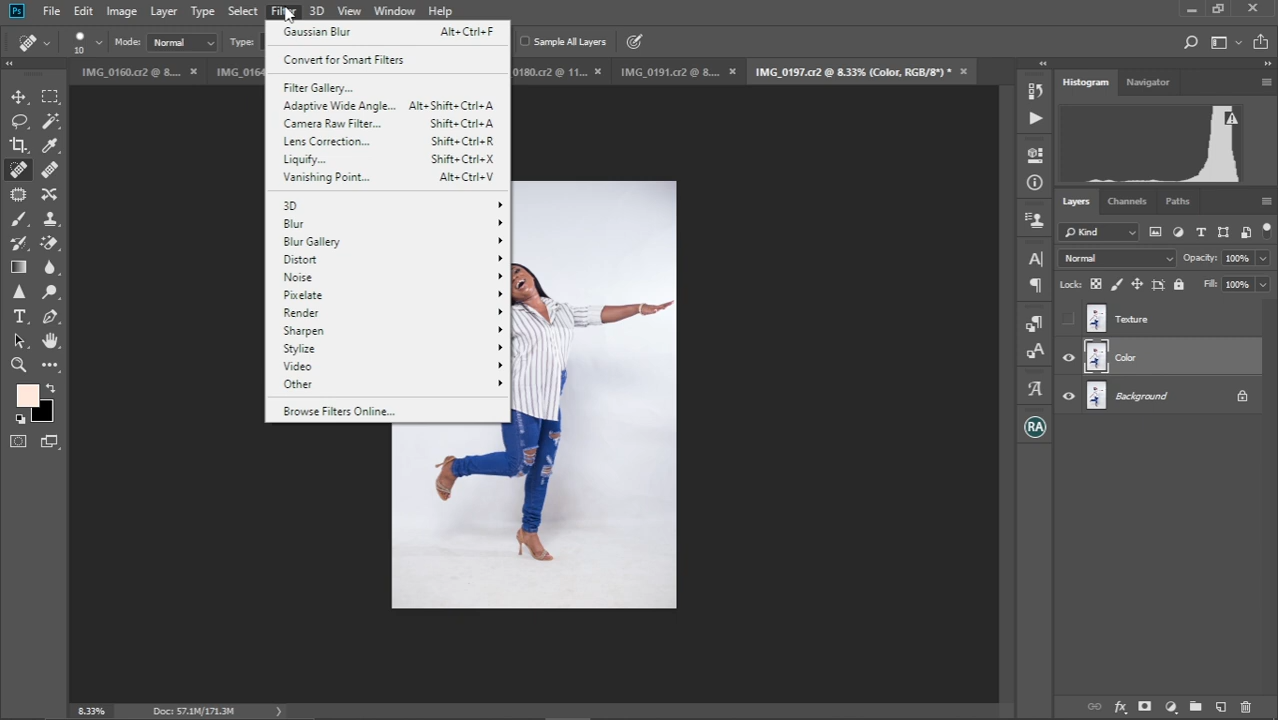 Ps File Edit Image Layer Type Select Filter 3D View Window Help
10 Mode: Normal Type: Sample All Layers
IMG_0160.cr2 @ 8.... × IMG_0164 0180.cr2 @ 11... × IMG_0191.cr2 @ 8.... × IMG_0197.cr2 @ 8.33% (Color, RGB/8*) * ×
Gaussian Blur Alt+Ctrl+F
Convert for Smart Filters
Filter Gallery...
Adaptive Wide Angle... Alt+Shift+Ctrl+A
Camera Raw Filter... Shift+Ctrl+A
Lens Correction... Shift+Ctrl+R
Liquify... Shift+Ctrl+X
Vanishing Point... Alt+Ctrl+V
3D
Blur
Blur Gallery
Distort
Noise
Pixelate
Render
Sharpen
Stylize
Video
Other
Browse Filters Online...
Histogram Navigator
Layers Channels Paths
Kind
Normal Opacity: 100%
Lock: Fill: 100%
Texture
Color
Background
RA
8.33% Doc: 57.1M/171.3M